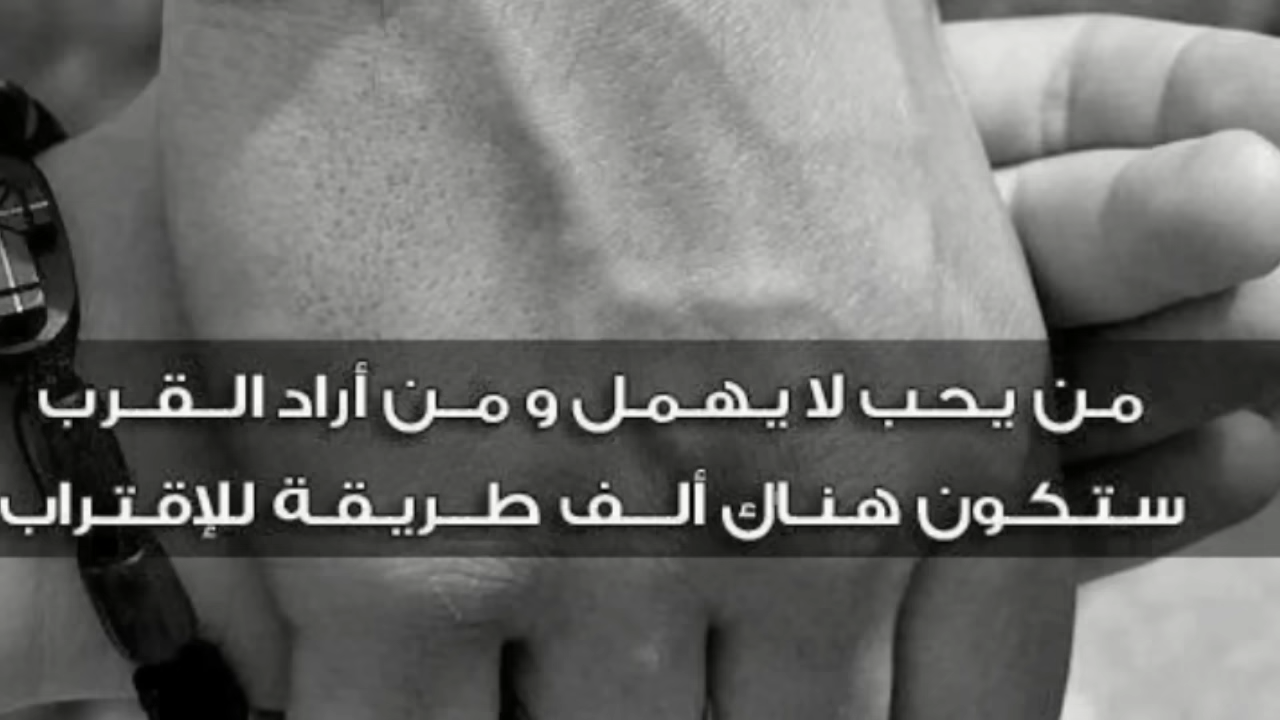 من يحب لا يهمل و من أراد القرب
ستكون هناك ألف طريقة للإقتراب